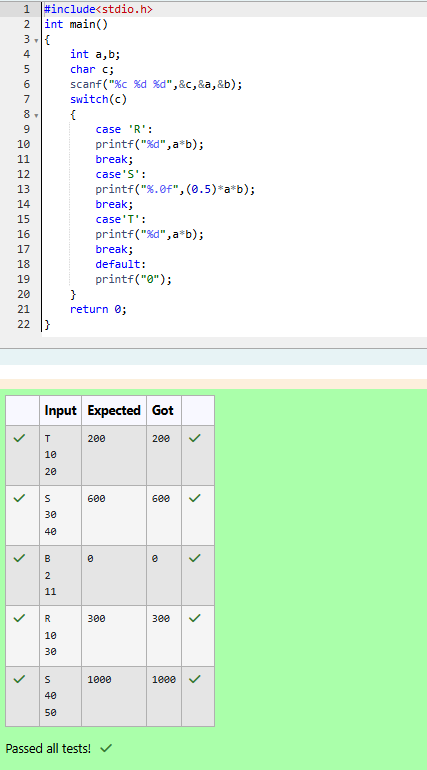 1 #include<stdio.h>
2 int main()
3 {
4 int a,b;
5 char c;
6 scanf("%c %d %d",&c,&a,&b);
7 switch(c)
8 {
9 case 'R':
10 printf("%d",a*b);
11 break;
12 case'S':
13 printf("%.0f",(0.5)*a*b);
14 break;
15 case'T':
16 printf("%d",a*b);
17 break;
18 default:
19 printf("0");
20 }
21 return 0;
22 }
Input Expected Got
T 200 200
10
20
S 600 600
30
40
B 0 0
2
11
R 300 300
10
30
S 1000 1000
40
50
Passed all tests!